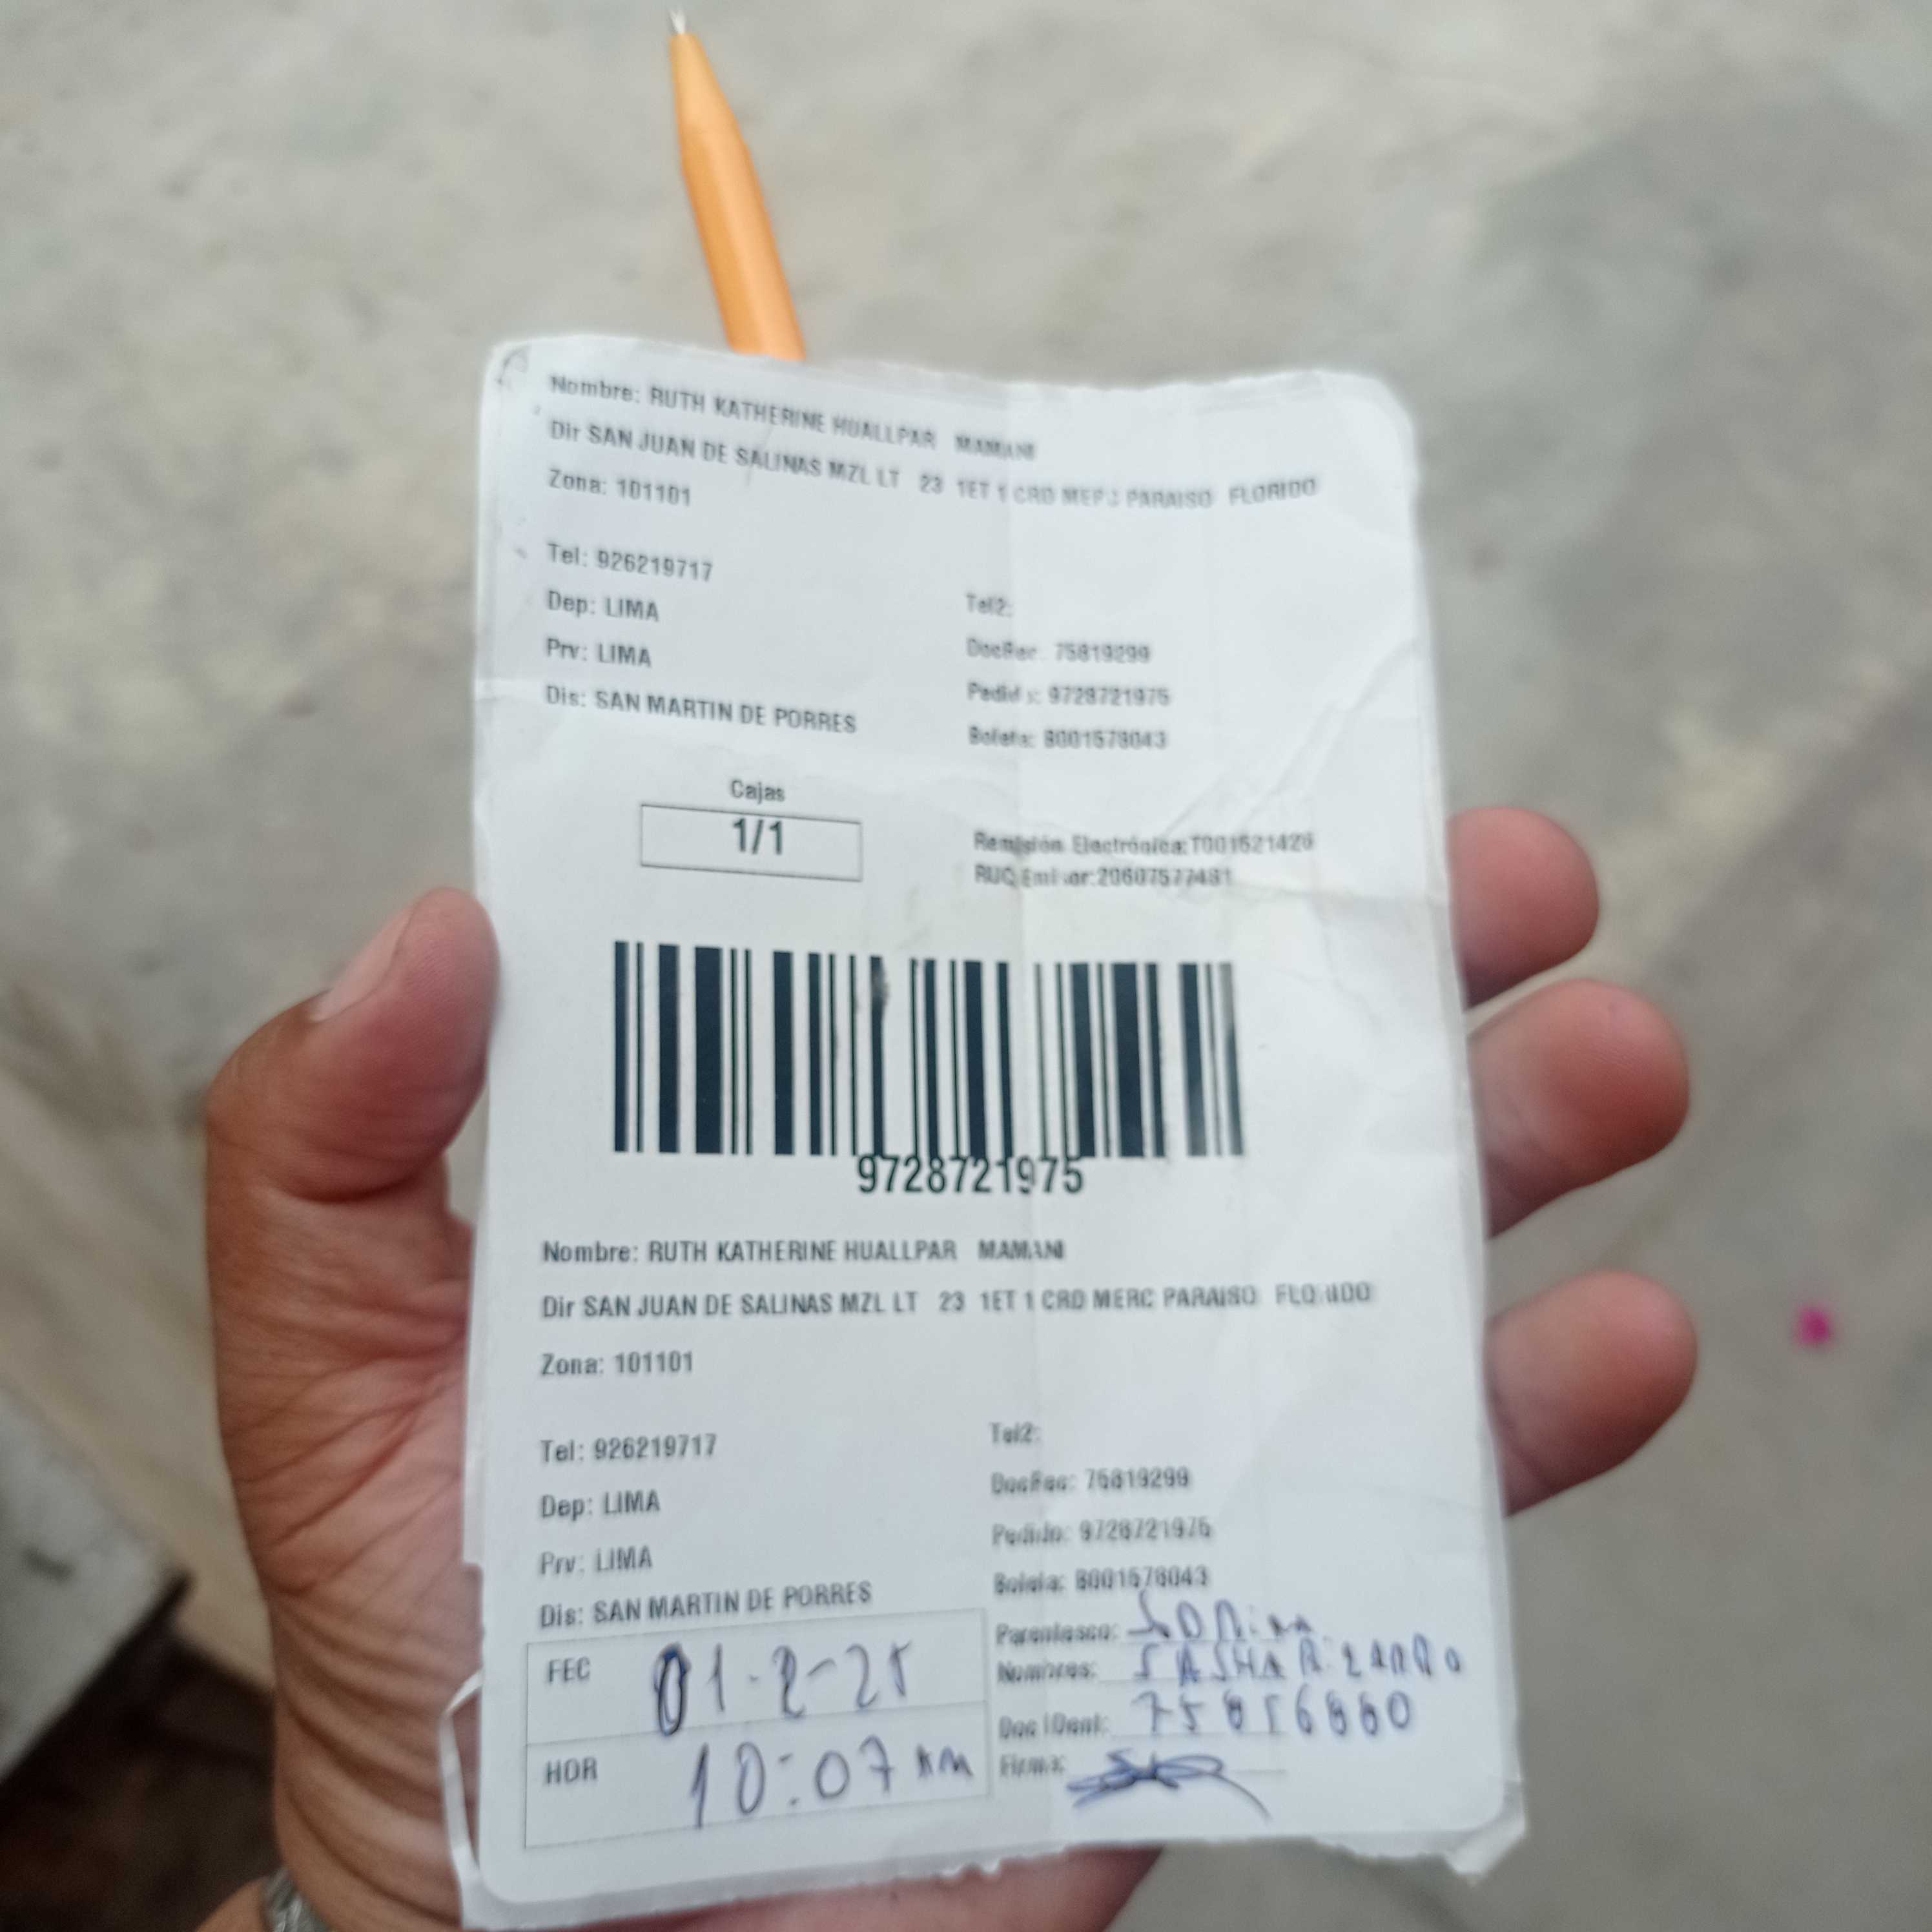 Nombre: RUTH KATHERINE HUALLPAR MAMANI
Dir SAN JUAN DE SALINAS MZL LT 23 1ET 1 CRD MERC PARAISO FLORIDO
Zona: 101101
Tel: 926219717
Tel2:
Dep: LIMA
DocRec: 75819299
Prv: LIMA
Pedido: 9728721975
Dis: SAN MARTIN DE PORRES
Boleta: B001578043
Cajas
1/1
Remisión Electrónica:T001521426
RUC Emisor:20607577481
9728721975
Nombre: RUTH KATHERINE HUALLPAR MAMANI
Dir SAN JUAN DE SALINAS MZL LT 23 1ET 1 CRD MERC PARAISO FLORIDO
Zona: 101101
Tel: 926219717
Tel2:
Dep: LIMA
DocRec: 75819299
Prv: LIMA
Pedido: 9728721975
Dis: SAN MARTIN DE PORRES
Boleta: B001578043
FEC 01-2-25
Parentesco:
Nombres: SASHA
HOR 10:07 AM
Doc IDent:
Firma: